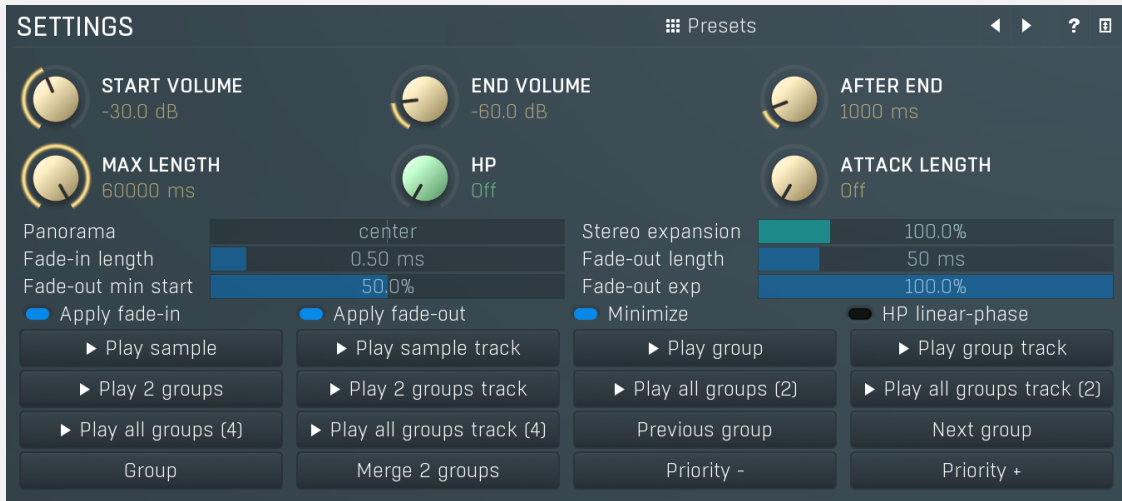 SETTINGS Presets ?
START VOLUME END VOLUME AFTER END
-30.0 dB -60.0 dB 1000 ms
MAX LENGTH HP ATTACK LENGTH
60000 ms Off Off
Panorama center Stereo expansion 100.0%
Fade-in length 0.50 ms Fade-out length 50 ms
Fade-out min start 50.0% Fade-out exp 100.0%
Apply fade-in Apply fade-out Minimize HP linear-phase
Play sample Play sample track Play group Play group track
Play 2 groups Play 2 groups track Play all groups (2) Play all groups track (2)
Play all groups (4) Play all groups track (4) Previous group Next group
Group Merge 2 groups Priority - Priority +